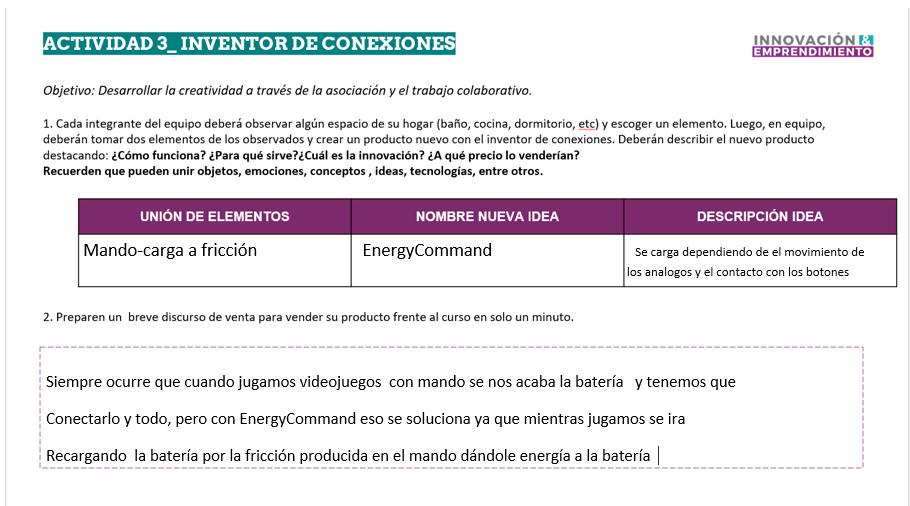 ACTIVIDAD 3_ INVENTOR DE CONEXIONES
INNOVACIÓN &
EMPRENDIMIENTO
Objetivo: Desarrollar la creatividad a través de la asociación y el trabajo colaborativo.
1. Cada integrante del equipo deberá observar algún espacio de su hogar (baño, cocina, dormitorio, etc) y escoger un elemento. Luego, en equipo,
deberán tomar dos elementos de los observados y crear un producto nuevo con el inventor de conexiones. Deberán describir el nuevo producto
destacando: ¿Cómo funciona? ¿Para qué sirve?¿Cuál es la innovación? ¿A qué precio lo venderían?
Recuerden que pueden unir objetos, emociones, conceptos , ideas, tecnologías, entre otros.
UNIÓN DE ELEMENTOS
NOMBRE NUEVA IDEA
DESCRIPCIÓN IDEA
Mando-carga a fricción
EnergyCommand
Se carga dependiendo de el movimiento de
los analogos y el contacto con los botones
2. Preparen un breve discurso de venta para vender su producto frente al curso en solo un minuto.
Siempre ocurre que cuando jugamos videojuegos con mando se nos acaba la batería y tenemos que
Conectarlo y todo, pero con EnergyCommand eso se soluciona ya que mientras jugamos se ira
Recargando la batería por la fricción producida en el mando dándole energía a la batería